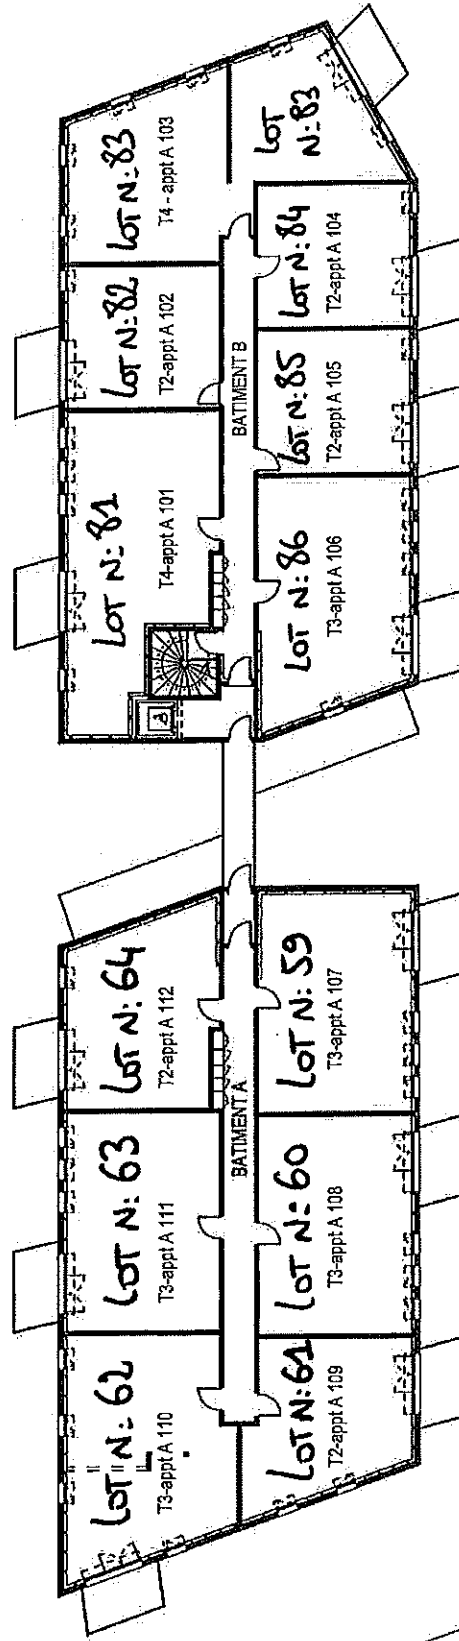 LOT N: 83
T4 - appt A 103
LOT N: 83
LOT N: 82
T2-appt A 102
LOT N: 84
T2-appt A 104
BATIMENT B
LOT N: 85
T2-appt A 105
LOT N: 81
T4-appt A 101
LOT N: 86
T3-appt A 106
LOT N: 64
T2-appt A 112
LOT N: 59
T3-appt A 107
BATIMENT A
LOT N: 63
T3-appt A 111
LOT N: 60
T3-appt A 108
LOT N: 62
T3-appt A 110
LOT N: 61
T2-appt A 109